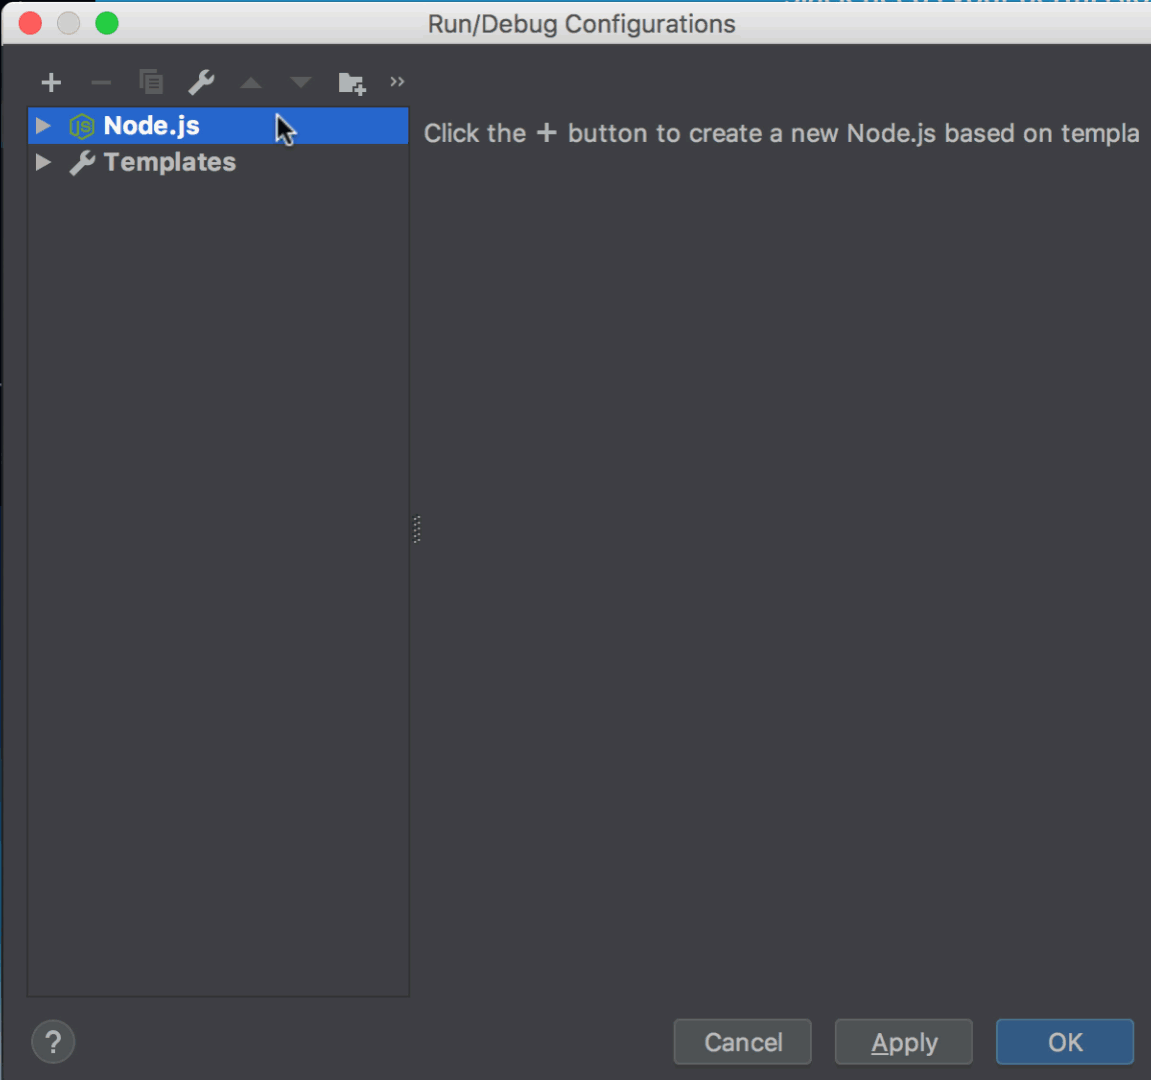 Run/Debug Configurations
Node.js
Click the + button to create a new Node.js based on templa
Templates
? Cancel Apply OK